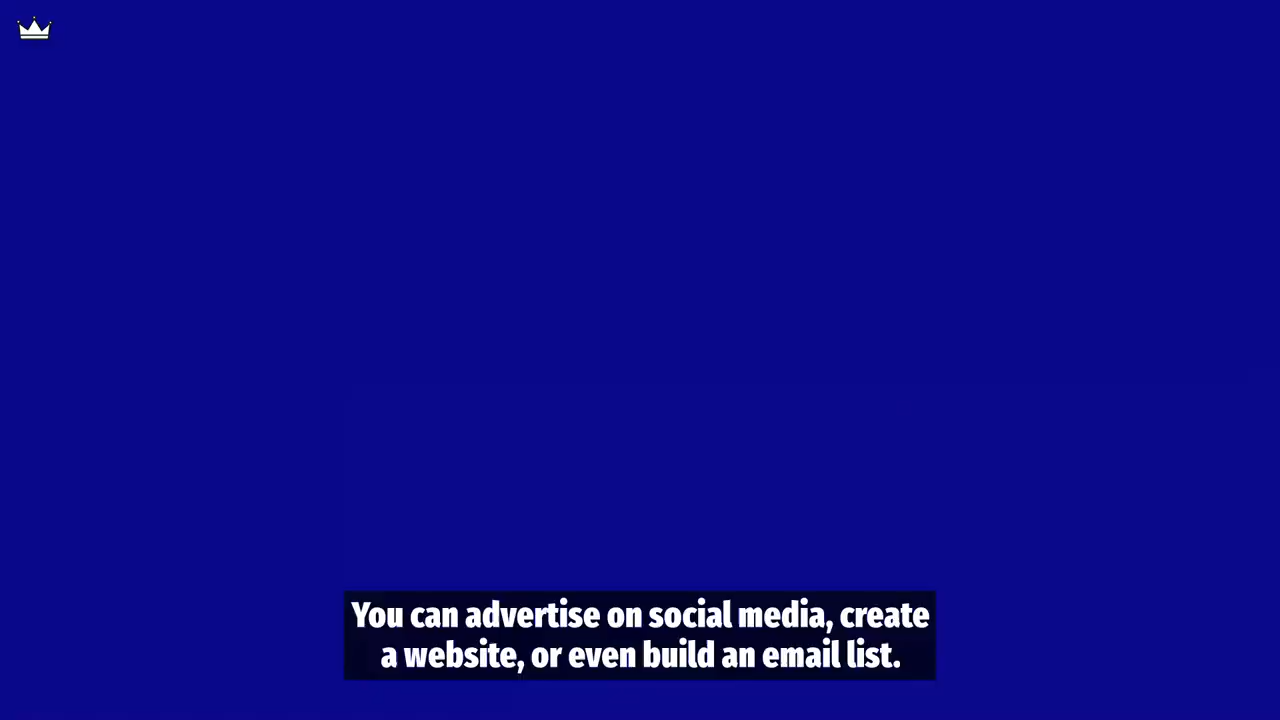 You can advertise on social media, create
a website, or even build an email list.